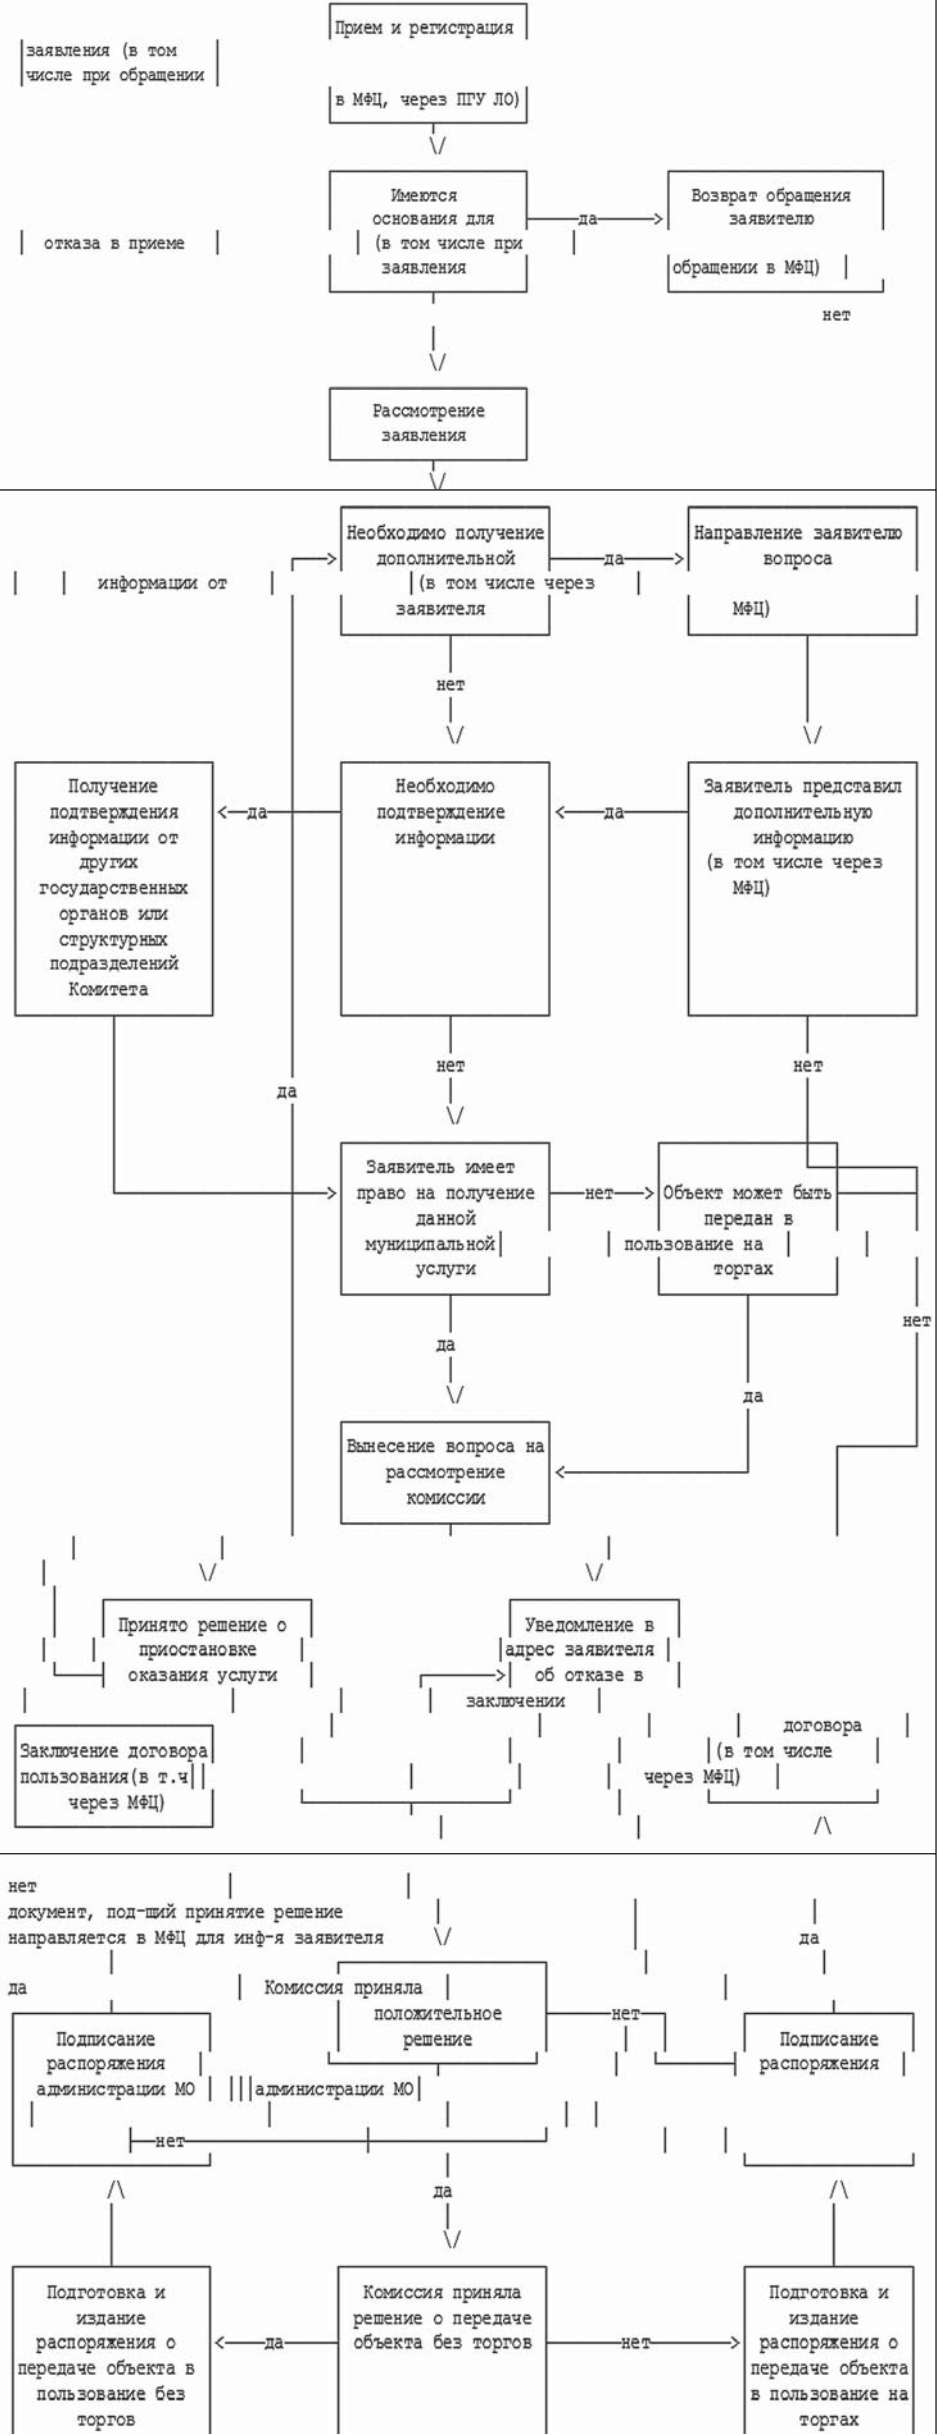 Прием и регистрация
заявления (в том
числе при обращении
в МФЦ, через ПГУ ЛО)
Имеются
основания для
отказа в приеме
(в том числе при
заявления
да
Возврат обращения
заявителю
обращении в МФЦ)
нет
Рассмотрение
заявления
Необходимо получение
дополнительной
информации от
(в том числе через
заявителя
да
Направление заявителю
вопроса
МФЦ)
нет
Получение
подтверждения
информации от
других
государственных
органов или
структурных
подразделений
Комитета
да
Необходимо
подтверждение
информации
да
Заявитель представил
дополнительную
информацию
(в том числе через
МФЦ)
нет
нет
да
Заявитель имеет
право на получение
данной
муниципальной
услуги
нет
Объект может быть
передан в
пользование на
торгах
нет
да
да
Вынесение вопроса на
рассмотрение
комиссии
Принято решение о
приостановке
оказания услуги
Уведомление в
адрес заявителя
об отказе в
заключении
договора
(в том числе
через МФЦ)
Заключение договора
пользования(в т.ч
через МФЦ)
нет
документ, под-щий принятие решение
направляется в МФЦ для инф-я заявителя
да
да
Комиссия приняла
положительное
решение
нет
Подписание
распоряжения
администрации МО
администрации МО
Подписание
распоряжения
нет
да
Подготовка и
издание
распоряжения о
передаче объекта в
пользование без
торгов
да
Комиссия приняла
решение о передаче
объекта без торгов
нет
Подготовка и
издание
распоряжения о
передаче объекта
в пользование на
торгах